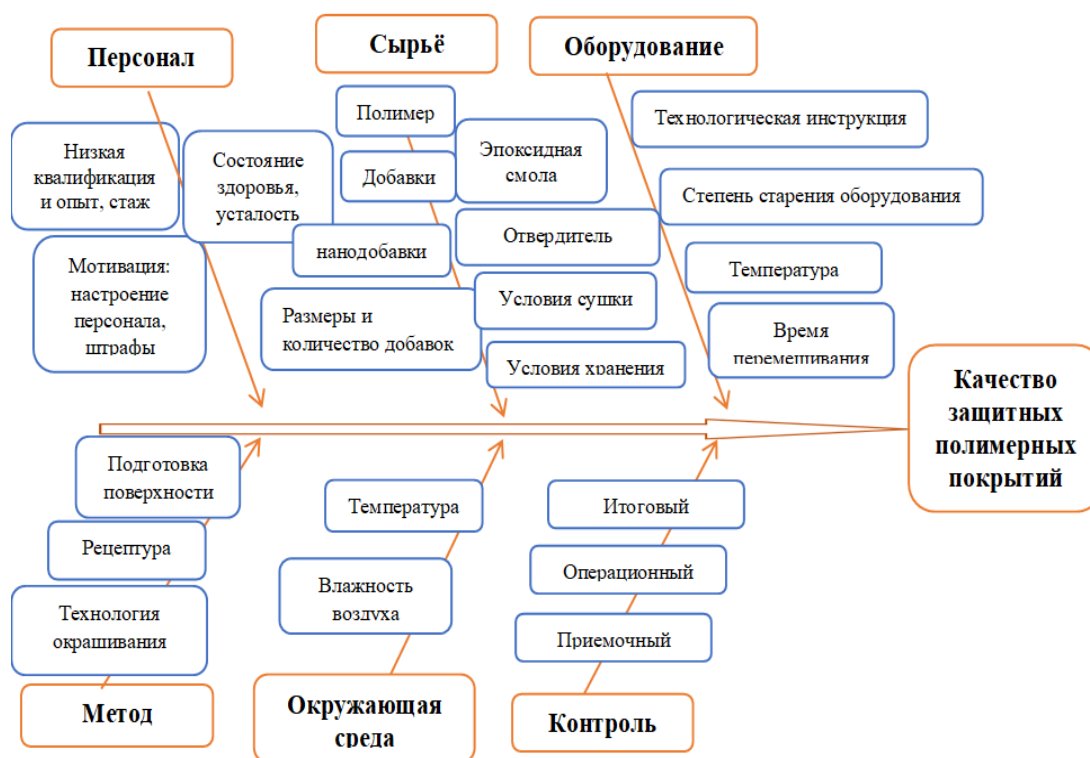 Персонал
Сырьё
Оборудование
Низкая
квалификация
и опыт, стаж
Состояние
здоровья,
усталость
Мотивация:
настроение
персонала,
штрафы
Полимер
Добавки
нанодобавки
Размеры и
количество добавок
Эпоксидная
смола
Отвердитель
Условия сушки
Условия хранения
Технологическая инструкция
Степень старения оборудования
Температура
Время
перемешивания
Качество
защитных
полимерных
покрытий
Подготовка
поверхности
Рецептура
Технология
окрашивания
Метод
Температура
Влажность
воздуха
Окружающая
среда
Итоговый
Операционный
Приемочный
Контроль